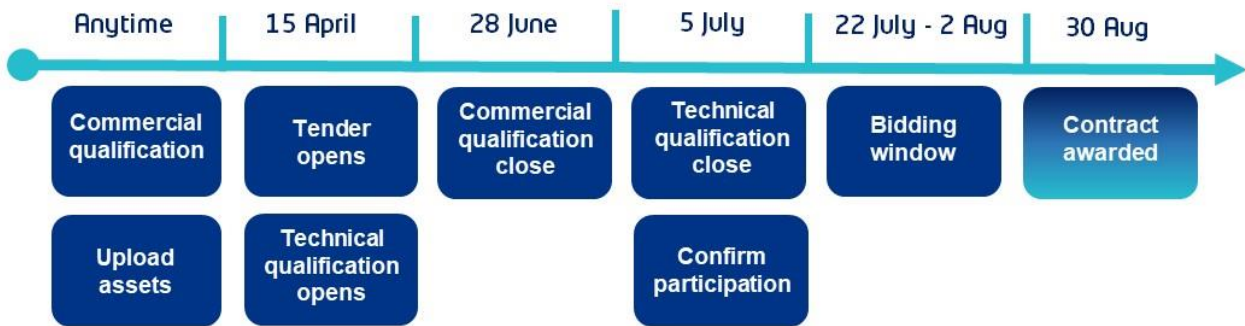 Anytime
15 April
28 June
5 July
22 July - 2 Aug
30 Aug
Commercial
qualification
Tender
opens
Commercial
qualification
close
Technical
qualification
close
Bidding
window
Contract
awarded
Upload
assets
Technical
qualification
opens
Confirm
participation